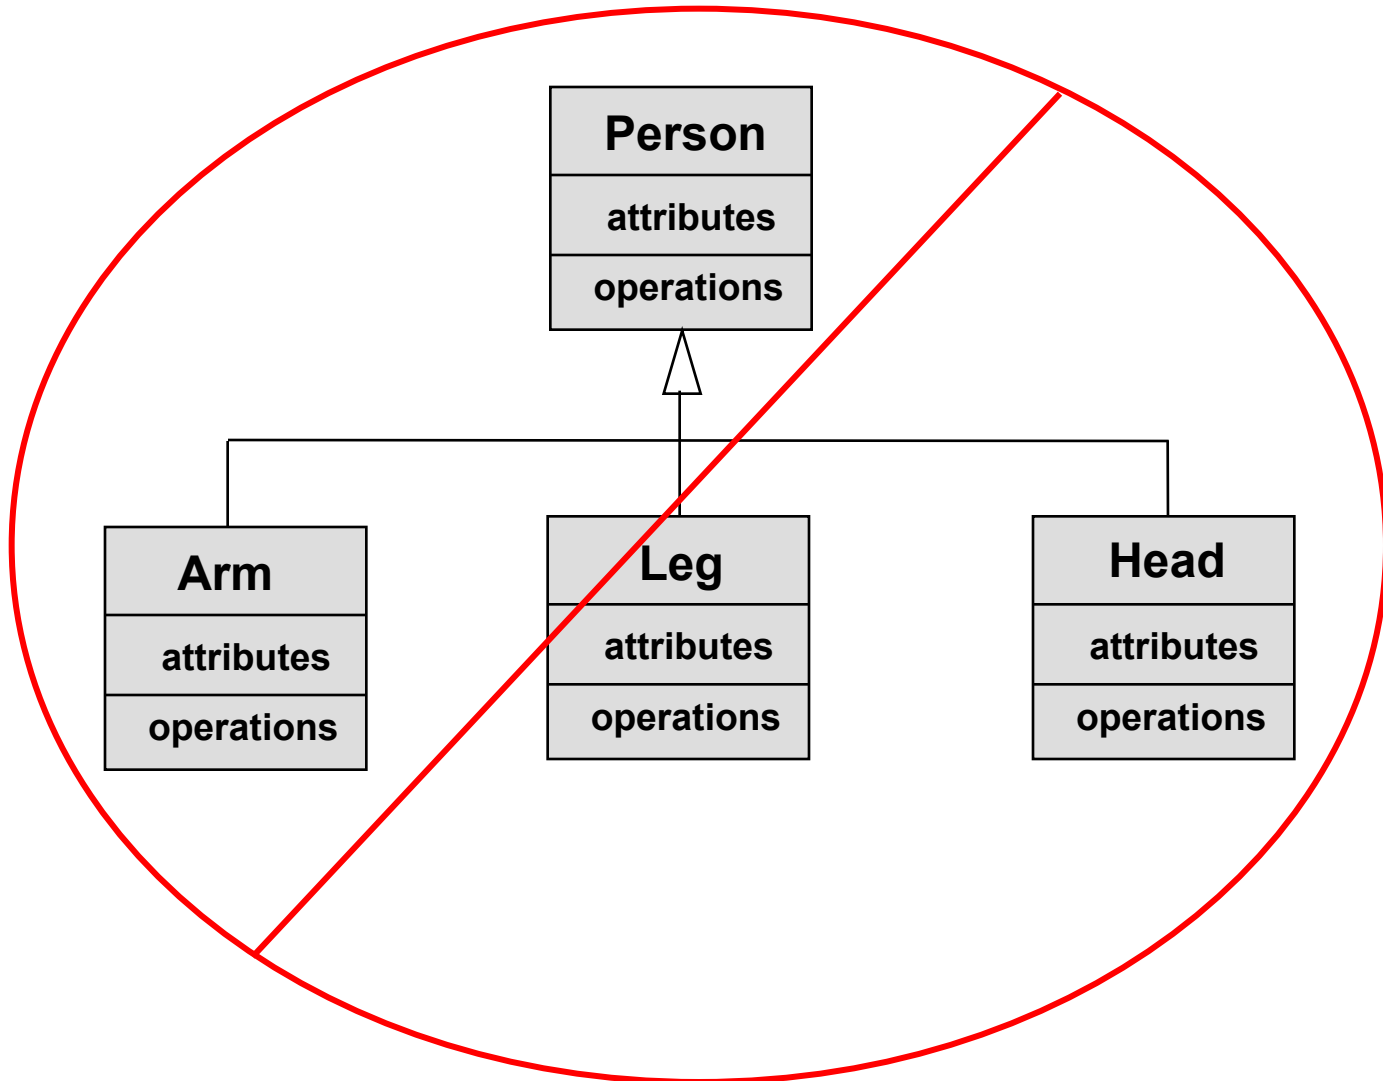 Person
attributes
operations
Arm
attributes
operations
Leg
attributes
operations
Head
attributes
operations